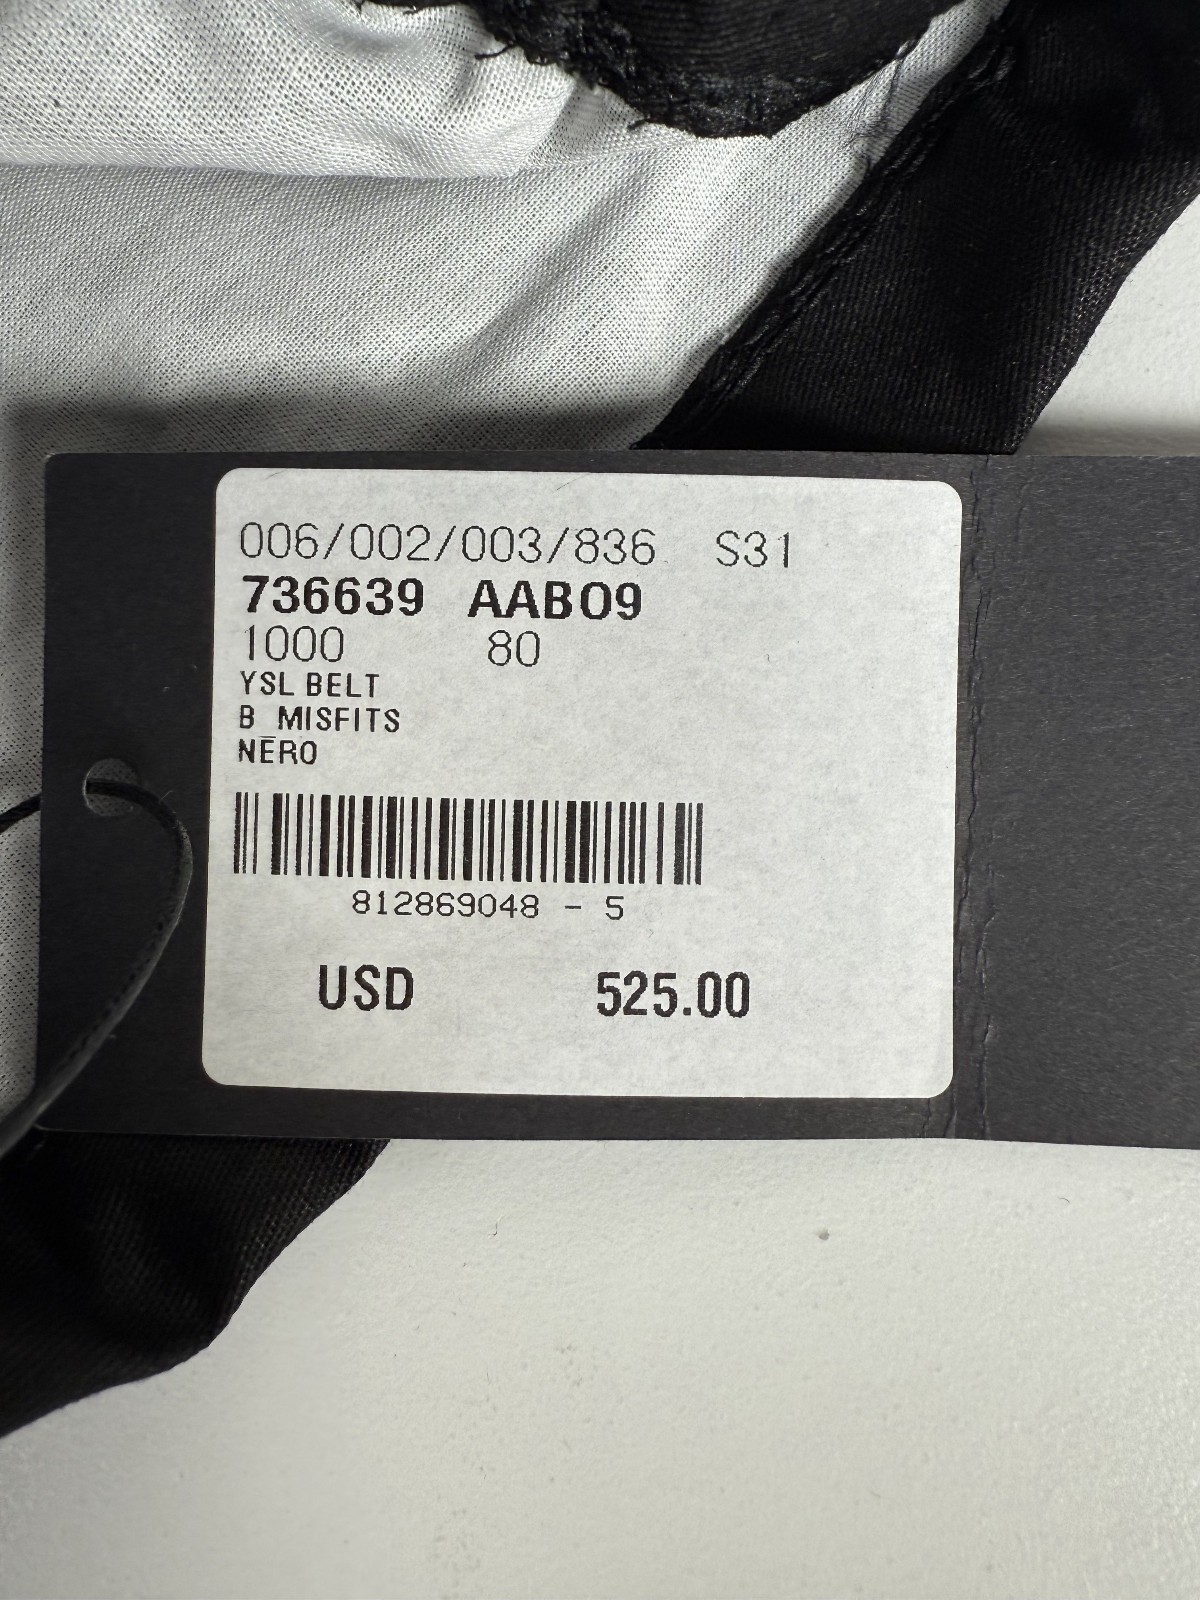 006/002/003/836 S31
736639 AABO9
1000 80
YSL BELT
B_MISFITS
NERO
812869048 - 5
USD 525.00